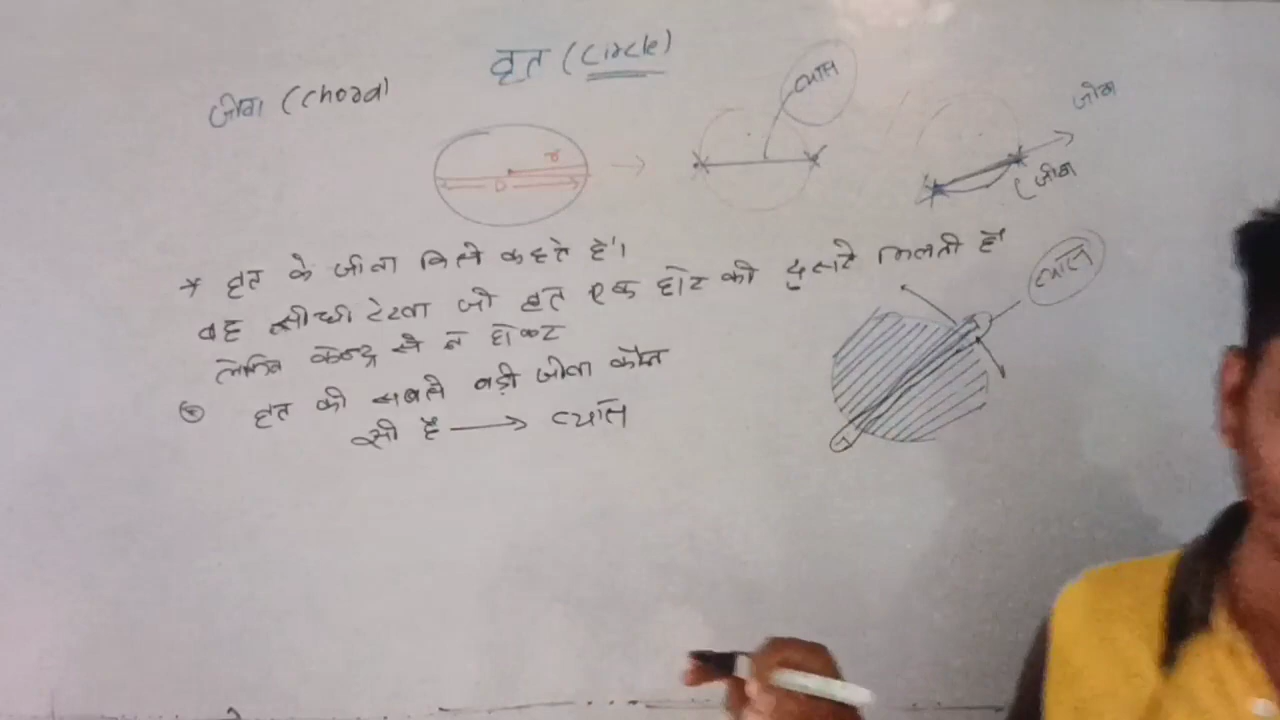 वृत (Circle)
जीवा (Chord)
व्यास
जीवा
जीवा
r
D
* वृत के जीवा किसे कहते हैं।
वह सीधी रेखा जो वृत एक छोर को दुसरे मिलती है
लेकिन केन्द्र से न होकर
व्यास
* वृत की सबसे बड़ी जीवा कौन
सी है → व्यास